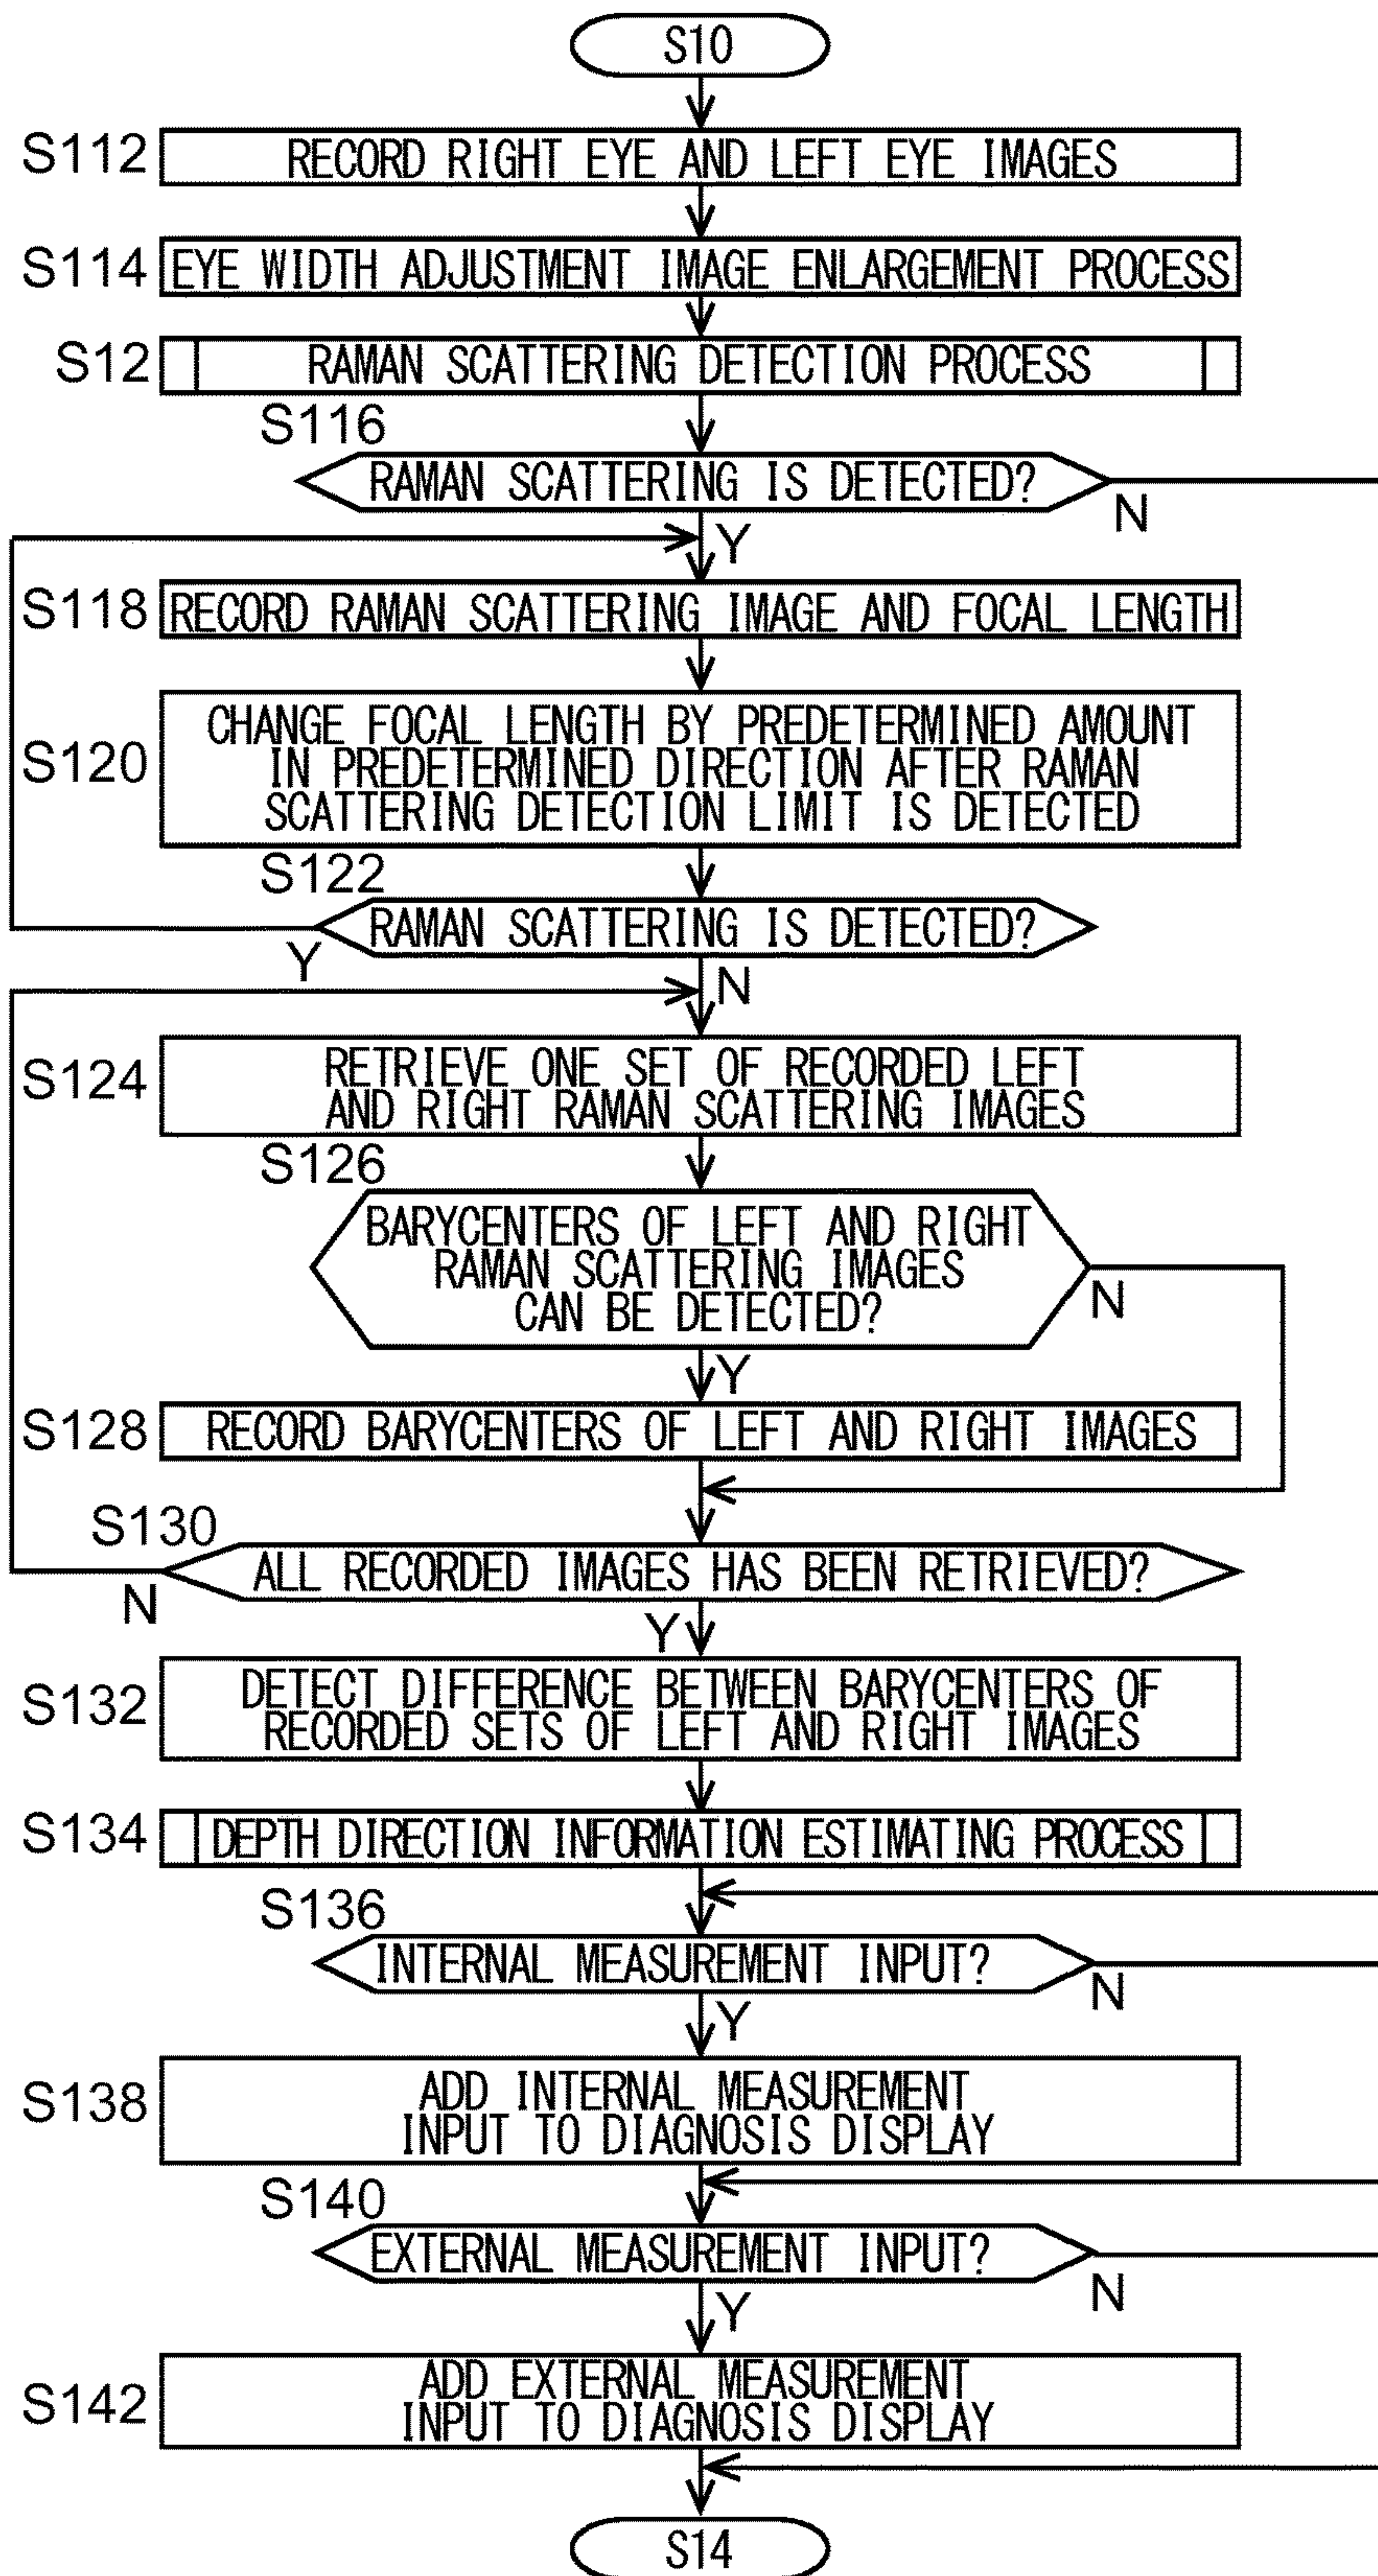 S10
S112
RECORD RIGHT EYE AND LEFT EYE IMAGES
S114
EYE WIDTH ADJUSTMENT IMAGE ENLARGEMENT PROCESS
S12
RAMAN SCATTERING DETECTION PROCESS
S116
RAMAN SCATTERING IS DETECTED?
N
Y
S118
RECORD RAMAN SCATTERING IMAGE AND FOCAL LENGTH
S120
CHANGE FOCAL LENGTH BY PREDETERMINED AMOUNT
IN PREDETERMINED DIRECTION AFTER RAMAN
SCATTERING DETECTION LIMIT IS DETECTED
S122
RAMAN SCATTERING IS DETECTED?
Y
N
S124
RETRIEVE ONE SET OF RECORDED LEFT
AND RIGHT RAMAN SCATTERING IMAGES
S126
BARYCENTERS OF LEFT AND RIGHT
RAMAN SCATTERING IMAGES
CAN BE DETECTED?
N
Y
S128
RECORD BARYCENTERS OF LEFT AND RIGHT IMAGES
S130
ALL RECORDED IMAGES HAS BEEN RETRIEVED?
N
Y
S132
DETECT DIFFERENCE BETWEEN BARYCENTERS OF
RECORDED SETS OF LEFT AND RIGHT IMAGES
S134
DEPTH DIRECTION INFORMATION ESTIMATING PROCESS
S136
INTERNAL MEASUREMENT INPUT?
N
Y
S138
ADD INTERNAL MEASUREMENT
INPUT TO DIAGNOSIS DISPLAY
S140
EXTERNAL MEASUREMENT INPUT?
N
Y
S142
ADD EXTERNAL MEASUREMENT
INPUT TO DIAGNOSIS DISPLAY
S14